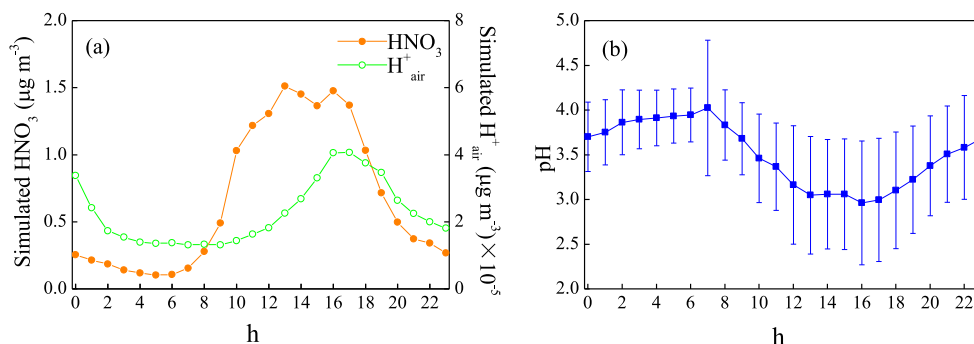 (a)
HNO₃
H⁺air
Simulated HNO₃ (µg m⁻³)
2.0
1.5
1.0
0.5
0.0
Simulated H⁺air (µg m⁻³) × 10⁻⁵
8
6
4
2
0
0 2 4 6 8 10 12 14 16 18 20 22
h
(b)
pH
5.0
4.5
4.0
3.5
3.0
2.5
2.0
0 2 4 6 8 10 12 14 16 18 20 22
h